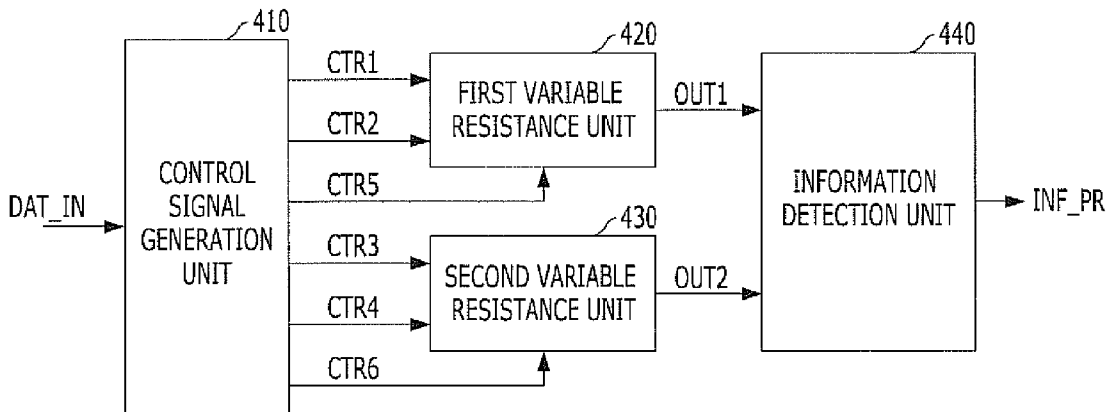 410
420
440
CTR1
FIRST VARIABLE
RESISTANCE UNIT
OUT1
CTR2
CONTROL
SIGNAL
GENERATION
UNIT
CTR5
DAT_IN
INFORMATION
DETECTION UNIT
INF_PR
430
CTR3
SECOND VARIABLE
RESISTANCE UNIT
OUT2
CTR4
CTR6